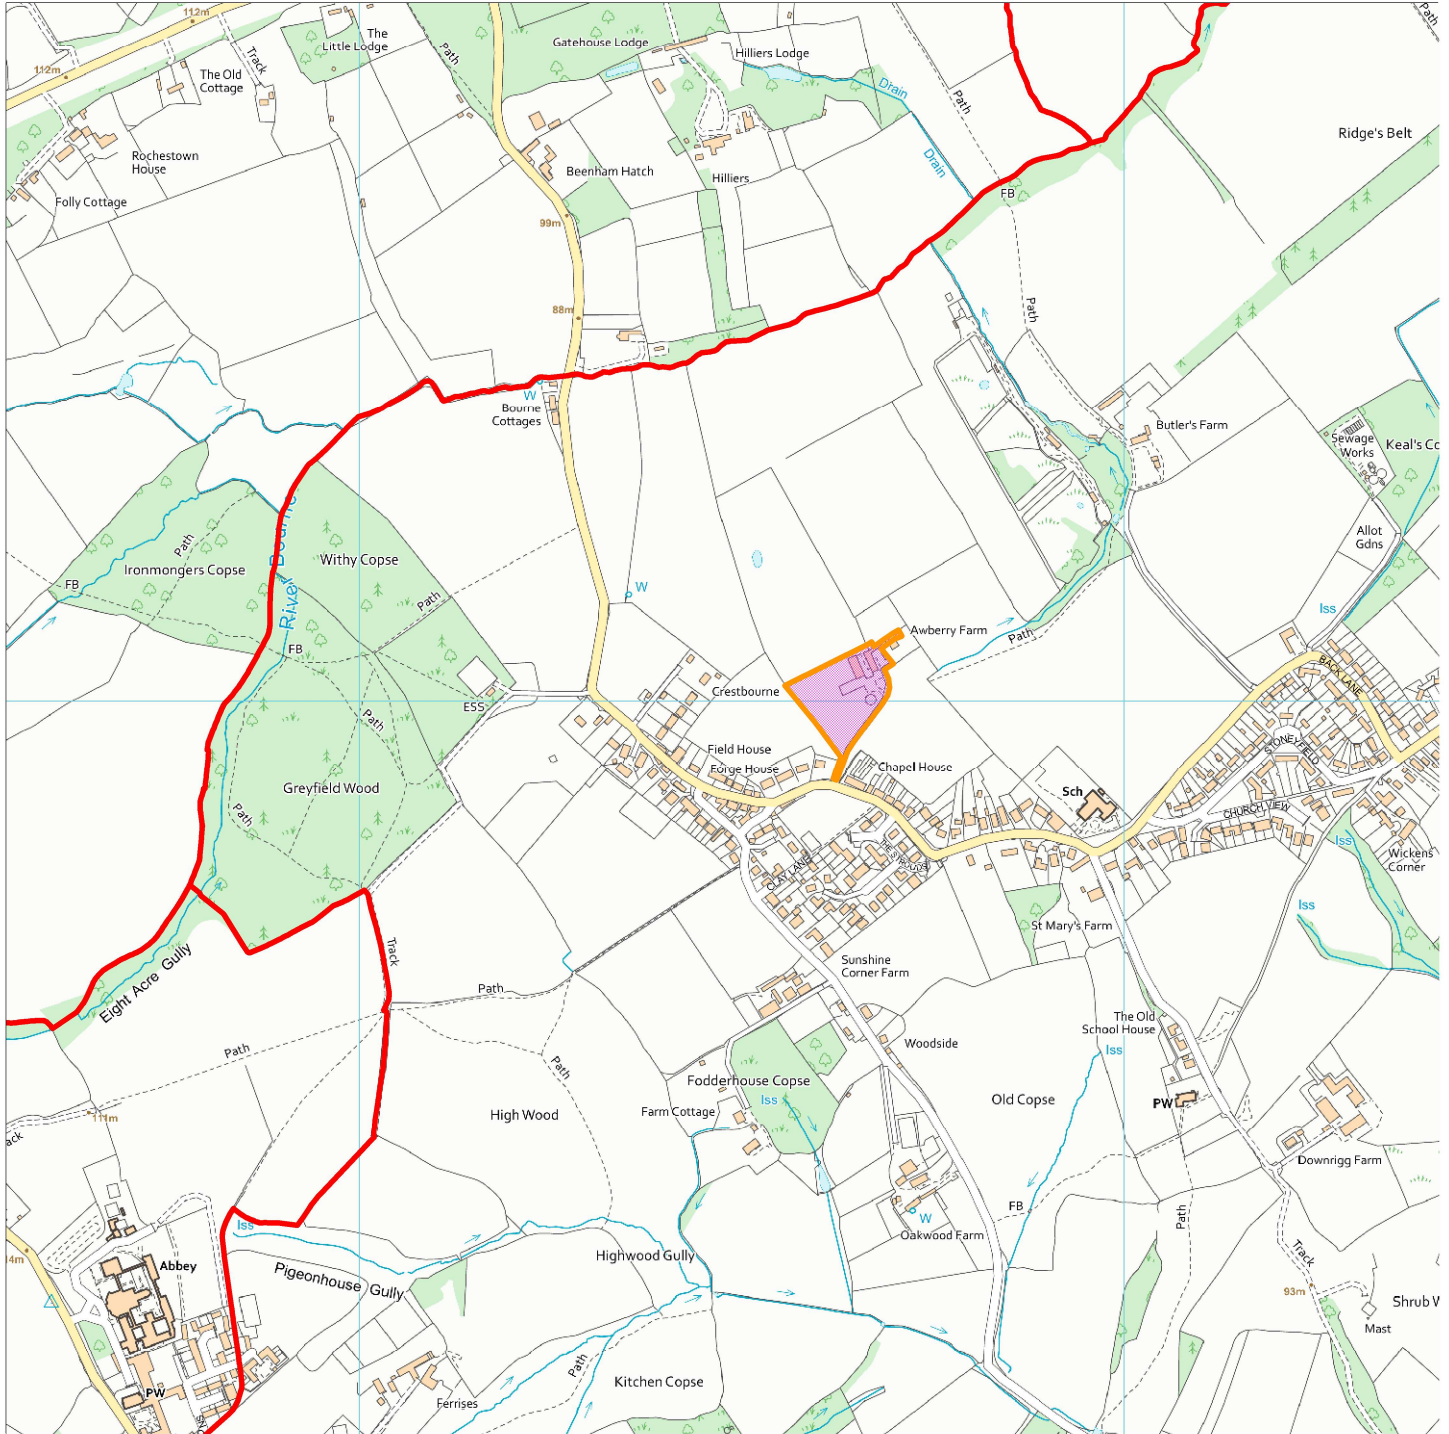 112m
The
Little Lodge
Path
Gatehouse Lodge
Hilliers Lodge
Path
112m
Track
The Old
Cottage
Drain
Path
Ridge's Belt
Rochestown
House
Beenham Hatch
Hilliers
Drain
FB
Folly Cottage
99m
Path
88m
W
Bourne
Cottages
Butler's Farm
Sewage
Works
Keal's Co
River Bourne
Path
Ironmongers Copse
Withy Copse
Allot
Gdns
FB
W
Path
Iss
Awberry Farm
Path
FB
BACK LANE
Crestbourne
ESS
Path
Field House
Forge House
STONEYFIELD
Chapel House
Greyfield Wood
Sch
Path
CHURCH VIEW
Iss
Wickens
Corner
CLAY LANE
THE STROUDS
Iss
St Mary's Farm
Eight Acre Gully
Track
Sunshine
Corner Farm
Path
The Old
School House
Path
Woodside
Iss
Path
Fodderhouse Copse
Iss
Old Copse
PW
111m
High Wood
Farm Cottage
ack
Downrigg Farm
Iss
FB
W
Path
Oakwood Farm
Highwood Gully
Track
Abbey
14m
Pigeonhouse Gully
93m
Shrub W
Mast
Path
Kitchen Copse
PW
Ferrises